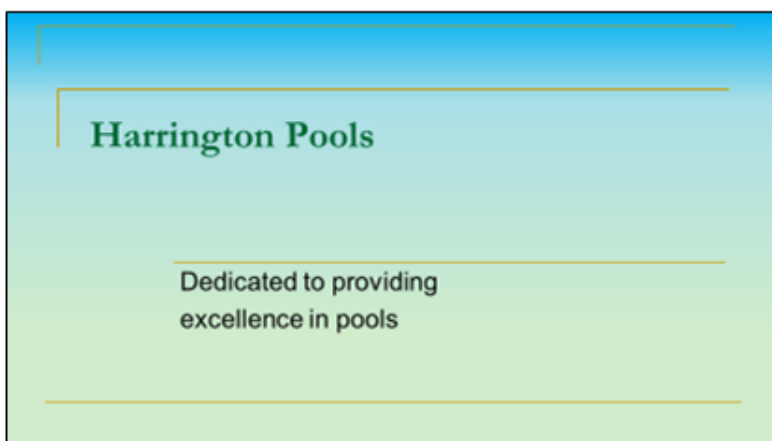 Harrington Pools
Dedicated to providing
excellence in pools